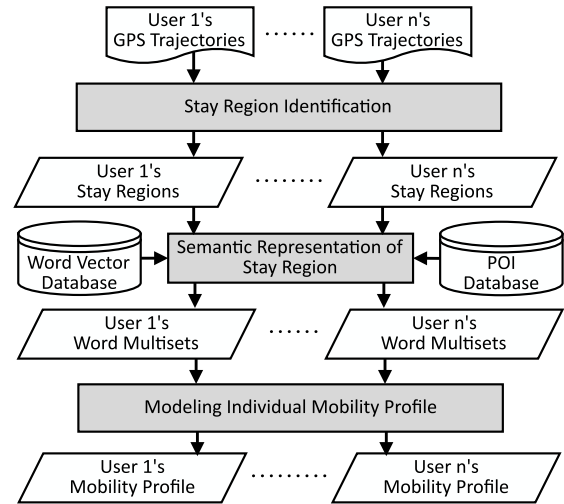 User 1's
GPS Trajectories
......
User n's
GPS Trajectories
Stay Region Identification
User 1's
Stay Regions
........
User n's
Stay Regions
Word Vector
Database
Semantic Representation of
Stay Region
POI
Database
User 1's
Word Multisets
......
User n's
Word Multisets
Modeling Individual Mobility Profile
User 1's
Mobility Profile
.........
User n's
Mobility Profile